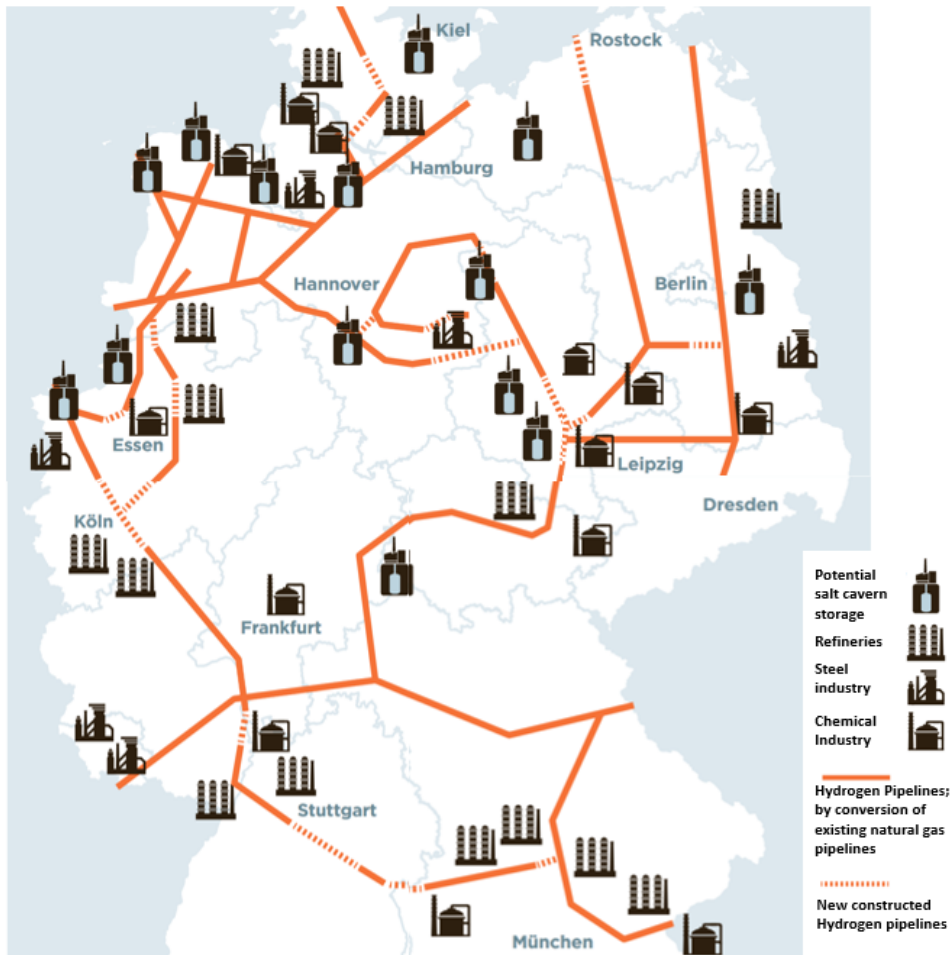 Kiel
Rostock
Hamburg
Hannover
Berlin
Essen
Leipzig
Dresden
Köln
Frankfurt
Stuttgart
München
Potential
salt cavern
storage
Refineries
Steel
industry
Chemical
Industry
Hydrogen Pipelines;
by conversion of
existing natural gas
pipelines
New constructed
Hydrogen pipelines